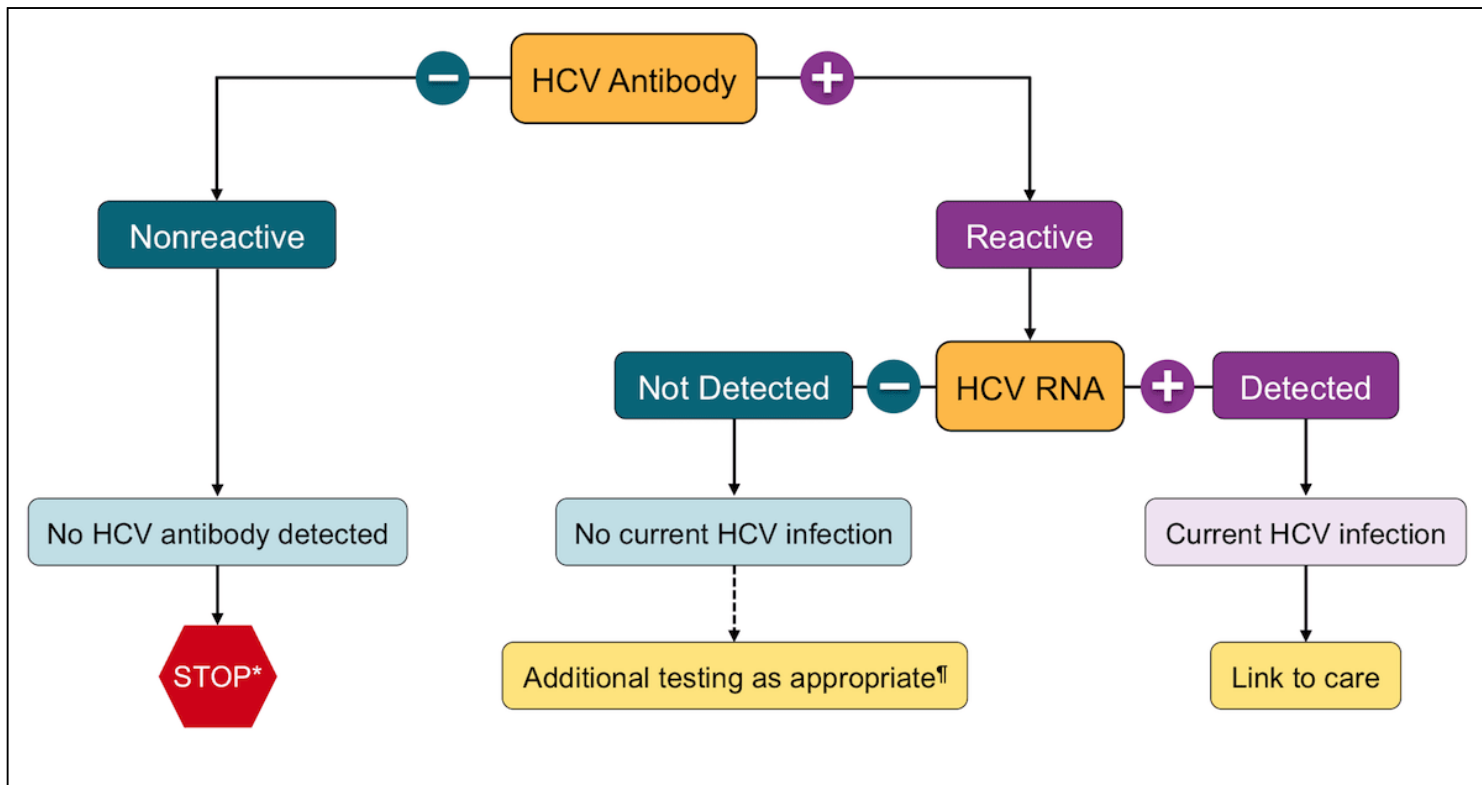 HCV Antibody
Nonreactive
Reactive
Not Detected
HCV RNA
Detected
No HCV antibody detected
No current HCV infection
Current HCV infection
STOP*
Additional testing as appropriate¶
Link to care